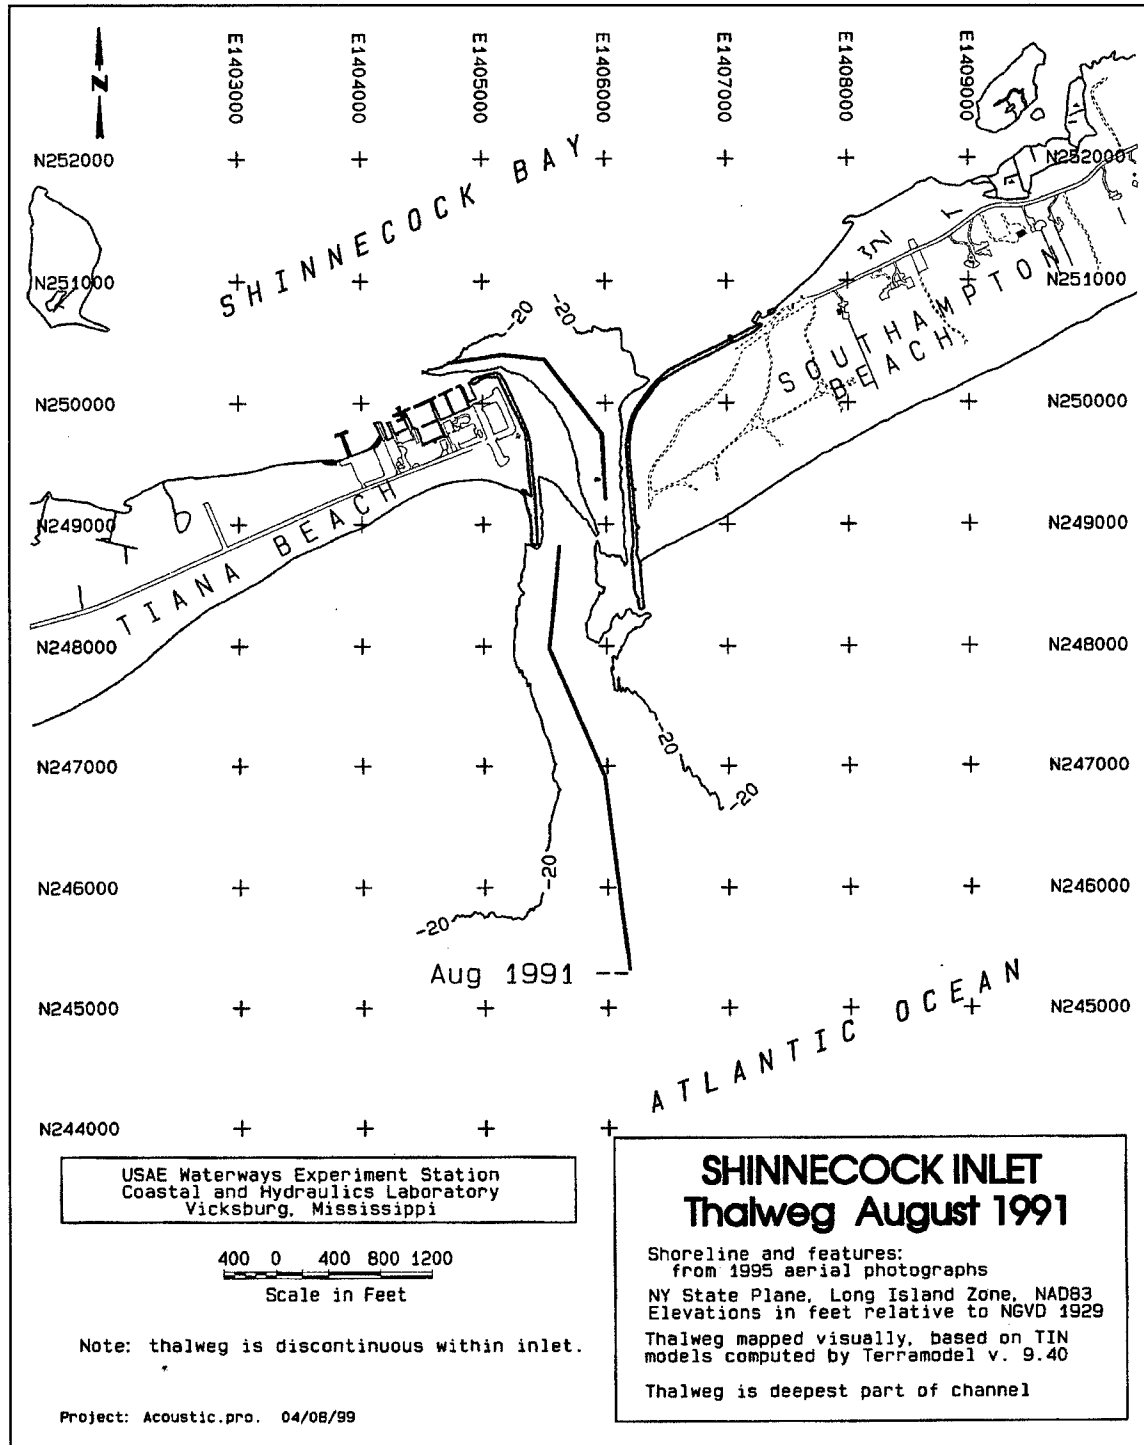 E1403000
E1404000
E1405000
E1406000
E1407000
E1408000
E1409000
N
N252000
N252000
SHINNECOCK BAY
N251000
N251000
-20
-20
SOUTHAMPTON
BEACH
N250000
N250000
N249000
N249000
TIANA BEACH
N248000
N248000
-20
N247000
N247000
-20
-20
N246000
N246000
-20
Aug 1991
N245000
N245000
ATLANTIC OCEAN
N244000
USAE Waterways Experiment Station
Coastal and Hydraulics Laboratory
Vicksburg, Mississippi
400 0 400 800 1200
Scale in Feet
Note: thalweg is discontinuous within inlet.
Project: Acoustic.pro. 04/08/99
SHINNECOCK INLET
Thalweg August 1991
Shoreline and features:
from 1995 aerial photographs
NY State Plane, Long Island Zone, NAD83
Elevations in feet relative to NGVD 1929
Thalweg mapped visually, based on TIN
models computed by Terramodel v. 9.40
Thalweg is deepest part of channel